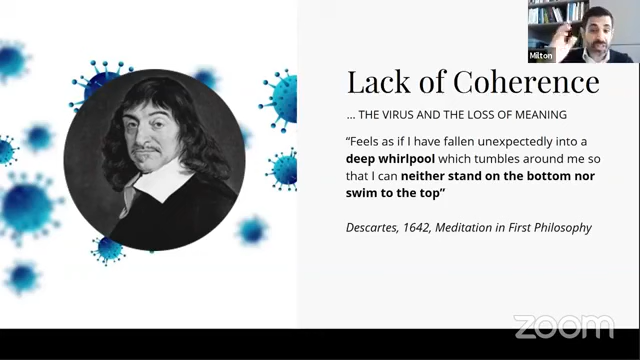 Milton
Lack of Coherence
... THE VIRUS AND THE LOSS OF MEANING
“Feels as if I have fallen unexpectedly into a
deep whirlpool which tumbles around me so
that I can neither stand on the bottom nor
swim to the top”
Descartes, 1642, Meditation in First Philosophy
zoom